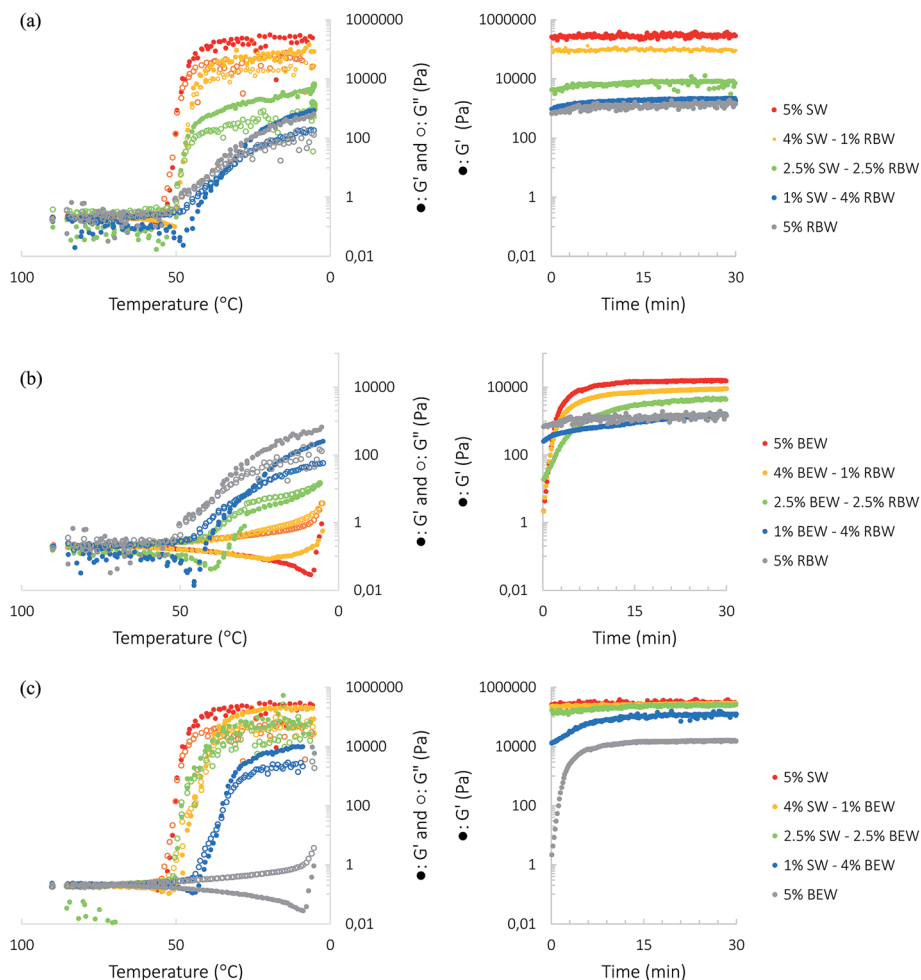 (a)
1000000
10000
100
1
0,01
100
50
0
Temperature (°C)
●: G' and ○: G" (Pa)
1000000
10000
100
1
0,01
0
15
30
Time (min)
●: G' (Pa)
5% SW
4% SW - 1% RBW
2.5% SW - 2.5% RBW
1% SW - 4% RBW
5% RBW
(b)
10000
100
1
0,01
100
50
0
Temperature (°C)
●: G' and ○: G" (Pa)
10000
100
1
0,01
0
15
30
Time (min)
●: G' (Pa)
5% BEW
4% BEW - 1% RBW
2.5% BEW - 2.5% RBW
1% BEW - 4% RBW
5% RBW
(c)
1000000
10000
100
1
0,01
100
50
0
Temperature (°C)
●: G' and ○: G" (Pa)
1000000
10000
100
1
0,01
0
15
30
Time (min)
●: G' (Pa)
5% SW
4% SW - 1% BEW
2.5% SW - 2.5% BEW
1% SW - 4% BEW
5% BEW